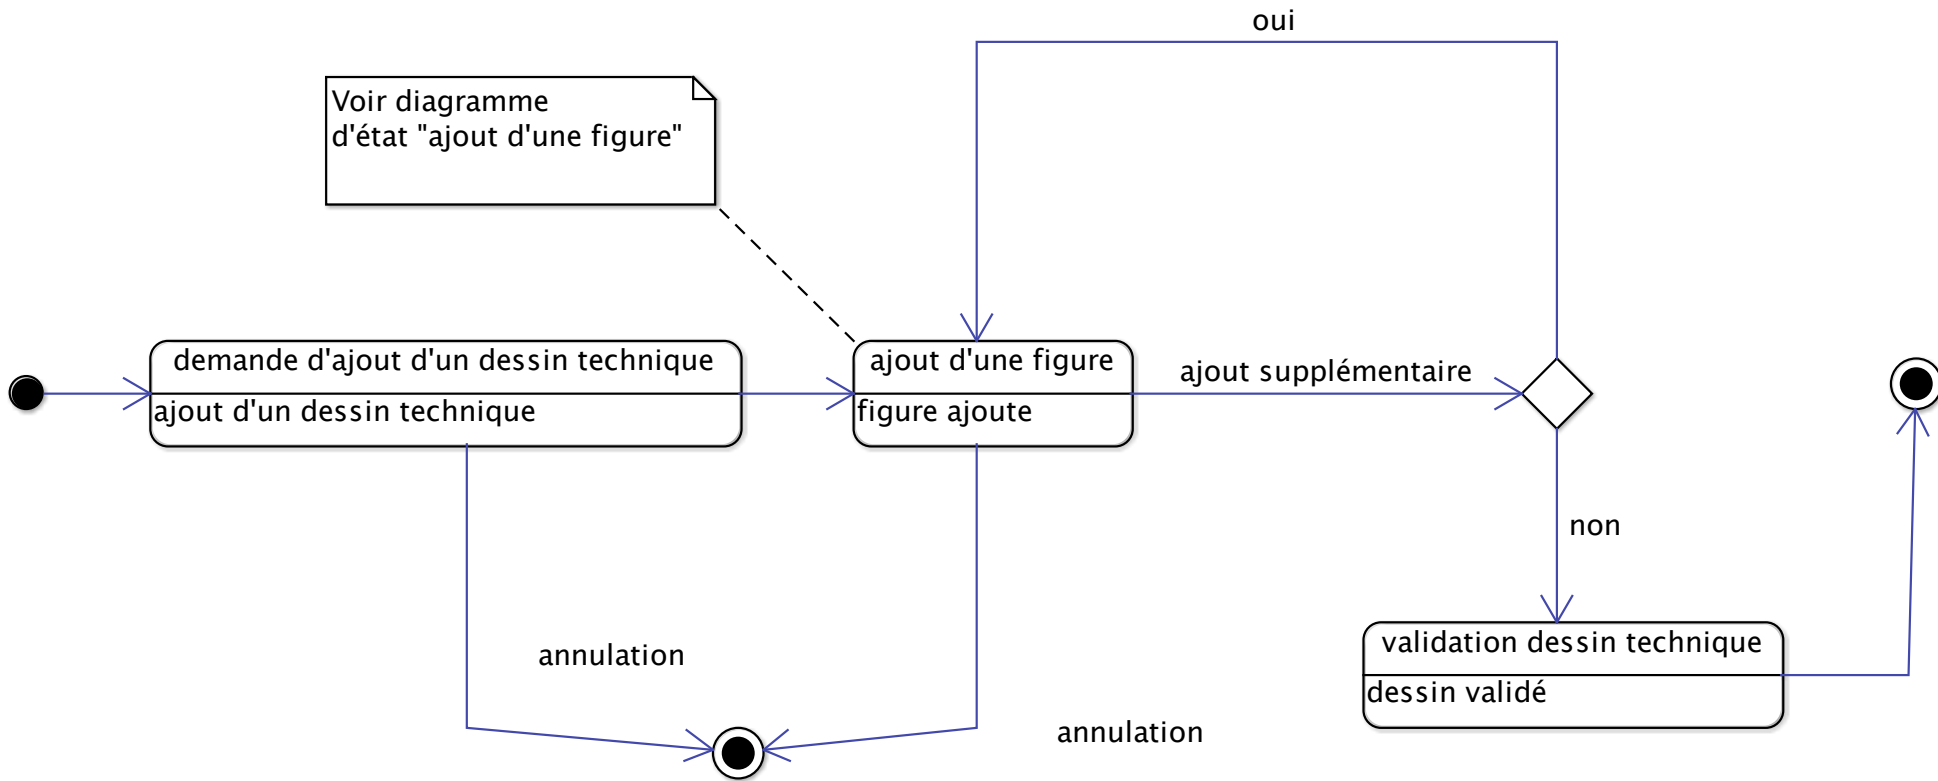 oui
Voir diagramme
d'état "ajout d'une figure"
demande d'ajout d'un dessin technique
ajout d'un dessin technique
ajout d'une figure
figure ajoute
ajout supplémentaire
non
annulation
validation dessin technique
dessin validé
annulation